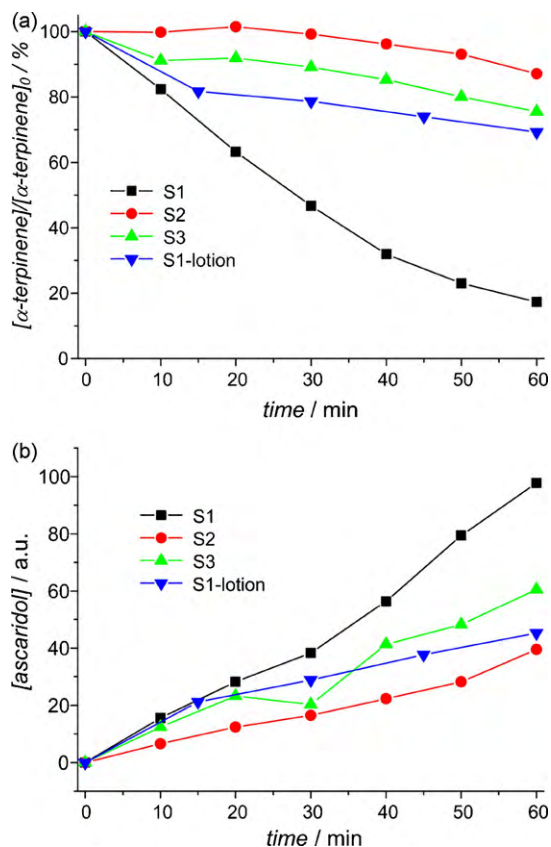 (a)
100
80
60
40
20
0
[α-terpinene]/[α-terpinene]₀ / %
S1
S2
S3
S1-lotion
0 10 20 30 40 50 60
time / min
(b)
100
80
60
40
20
0
[ascaridol] / a.u.
S1
S2
S3
S1-lotion
0 10 20 30 40 50 60
time / min